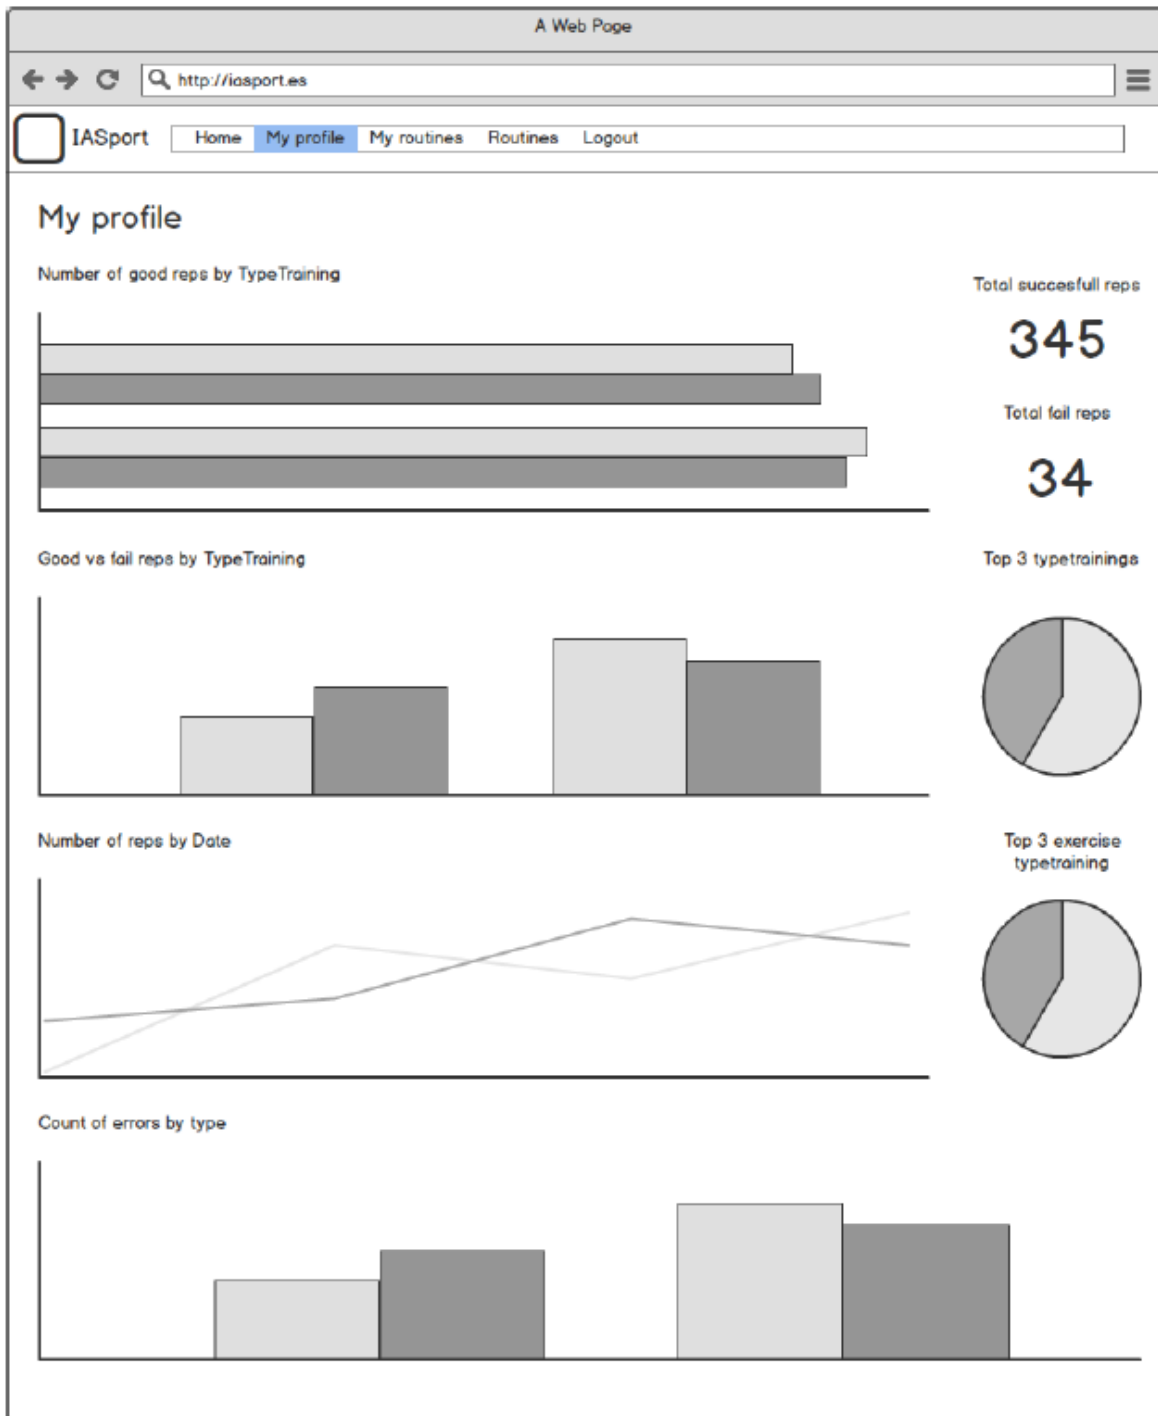 A Web Page
http://iasport.es
IASport
Home My profile My routines Routines Logout
My profile
Number of good reps by TypeTraining
Total succesfull reps
345
Total fail reps
34
Good vs fail reps by TypeTraining
Top 3 typetrainings
Number of reps by Date
Top 3 exercise
typetraining
Count of errors by type